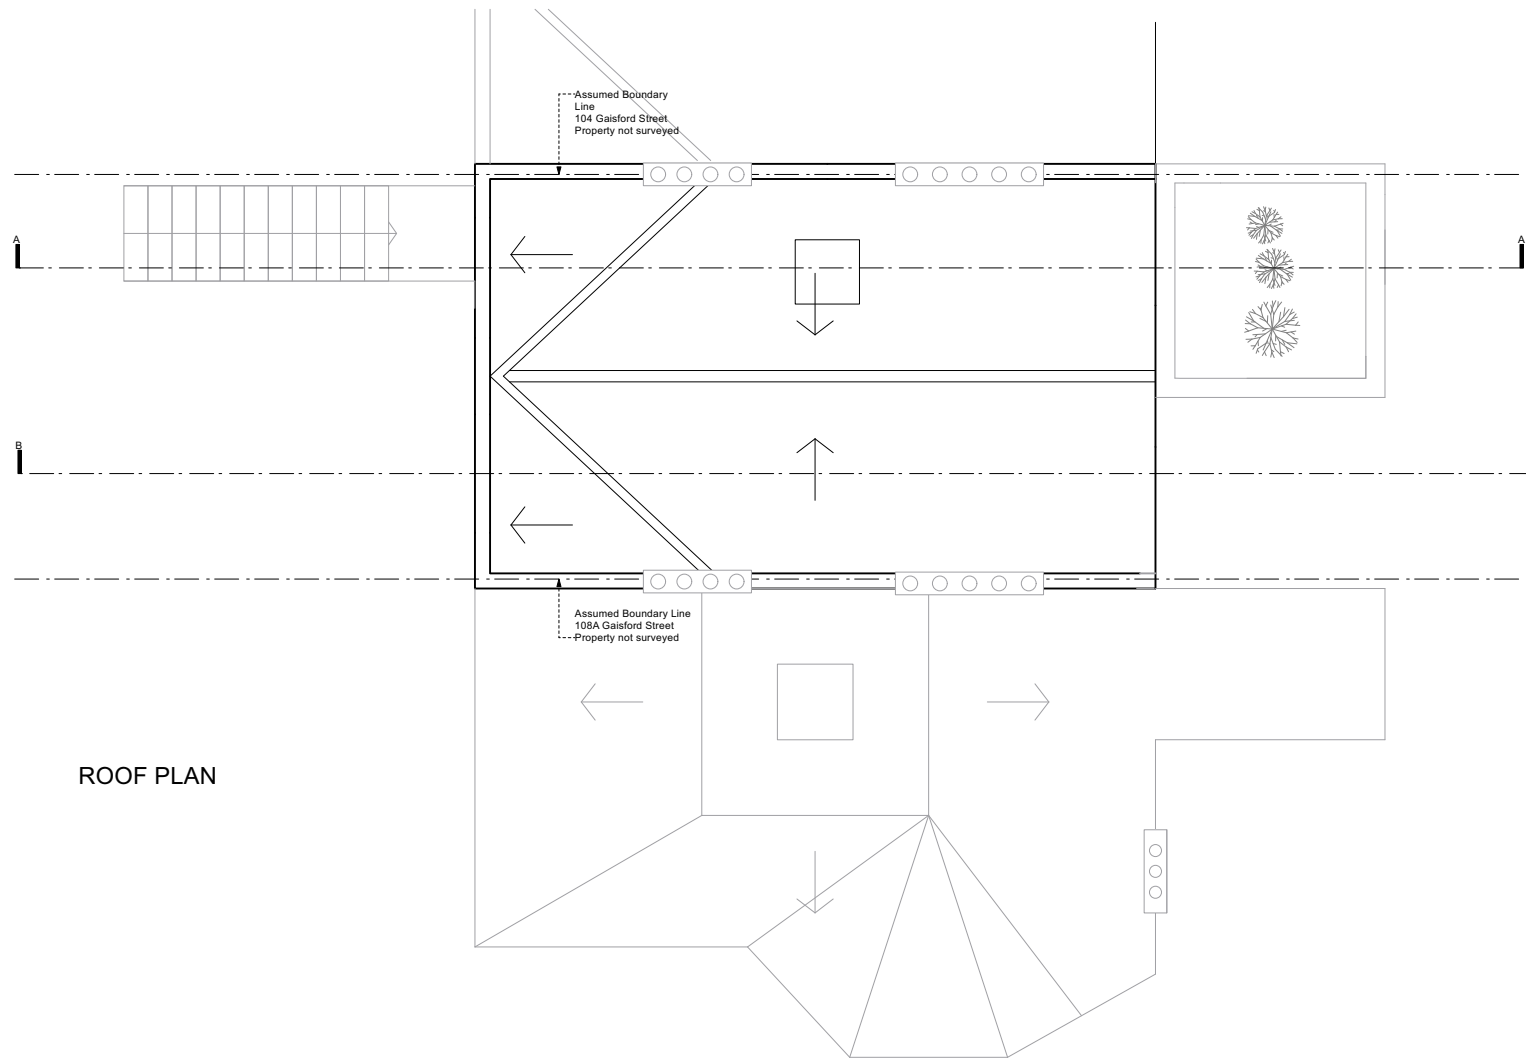 Assumed Boundary
Line
104 Gaisford Street
Property not surveyed
A
A
B
Assumed Boundary Line
108A Gaisford Street
Property not surveyed
ROOF PLAN